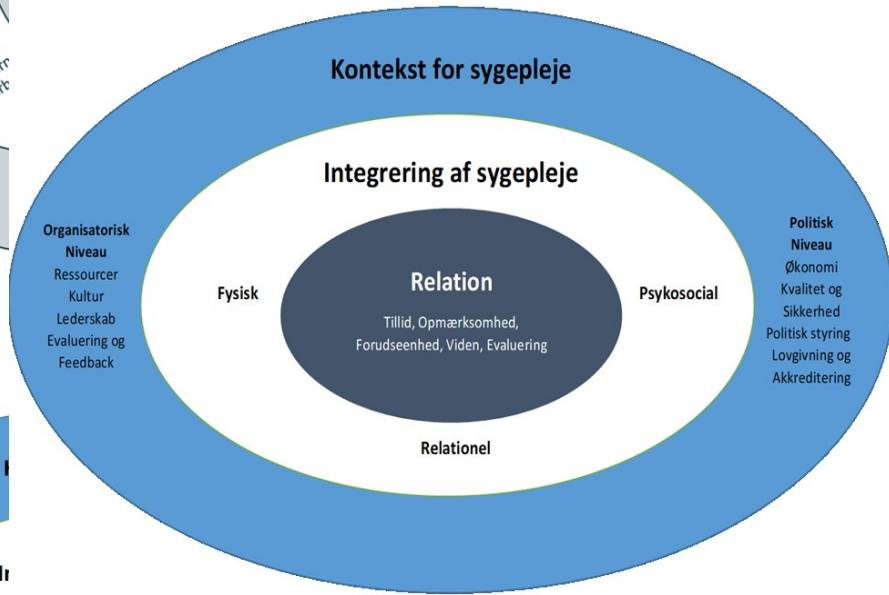 Kontekst for sygepleje
Integrering af sygepleje
Organisatorisk
Niveau
Ressourcer
Kultur
Lederskab
Evaluering og
Feedback
Fysisk
Relation
Tillid, Opmærksomhed,
Forudseenhed, Viden, Evaluering
Psykosocial
Relationel
Politisk
Niveau
Økonomi
Kvalitet og
Sikkerhed
Politisk styring
Lovgivning og
Akkreditering